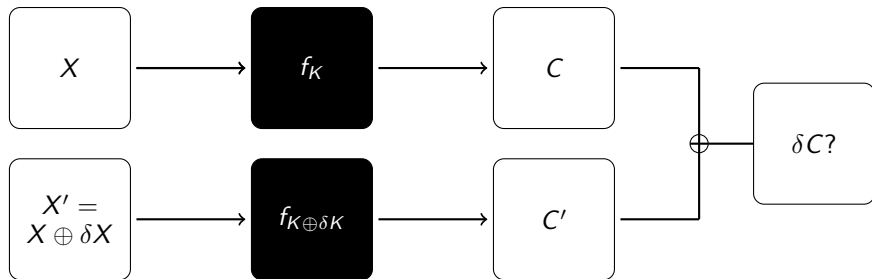 X
f_K
C
δC?
X′ =
X ⊕ δX
f_{K⊕δK}
C′